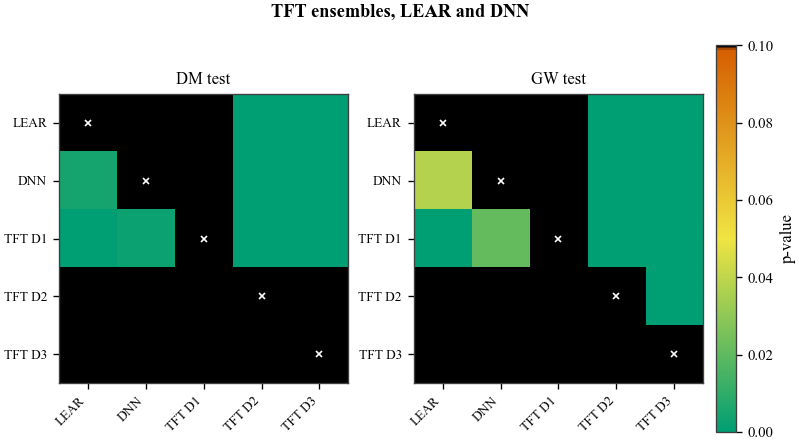 TFT ensembles, LEAR and DNN
DM test
LEAR
DNN
TFT D1
TFT D2
TFT D3
LEAR
DNN
TFT D1
TFT D2
TFT D3
GW test
LEAR
DNN
TFT D1
TFT D2
TFT D3
LEAR
DNN
TFT D1
TFT D2
TFT D3
0.10
0.08
0.06
0.04
0.02
0.00
p-value